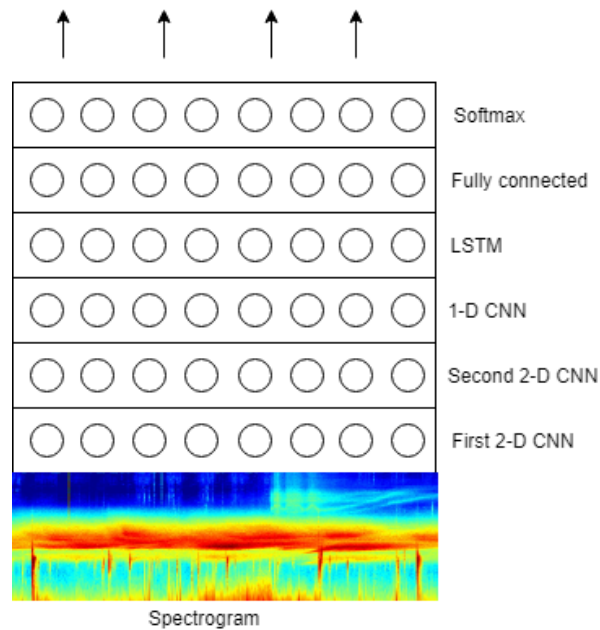 Softmax
Fully connected
LSTM
1-D CNN
Second 2-D CNN
First 2-D CNN
Spectrogram